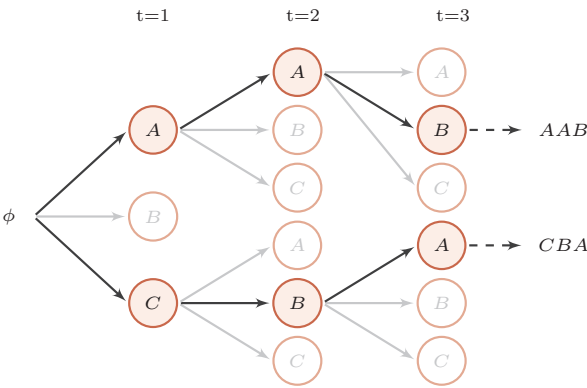 t=1 t=2 t=3
A A
A B B AAB
C C
ϕ B
A A CBA
C B B
C C